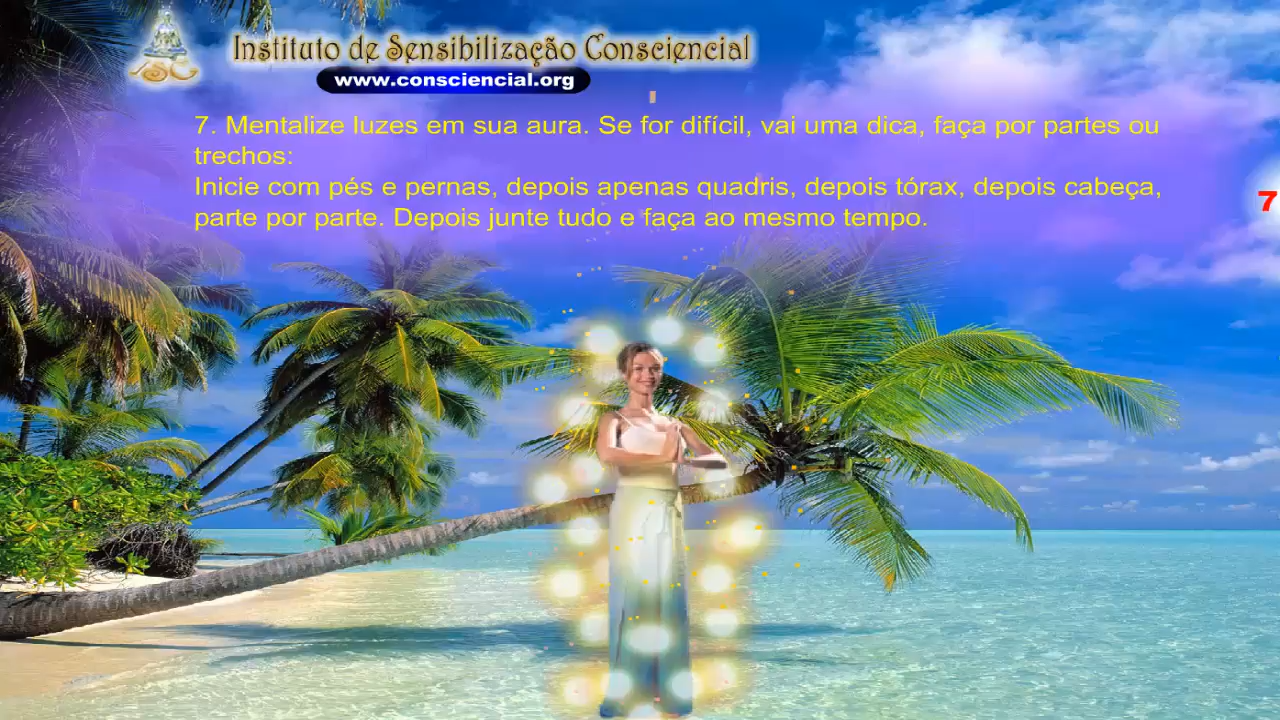 Instituto de Sensibilização Consciencial
ISC
www.consciencial.org
7. Mentalize luzes em sua aura. Se for difícil, vai uma dica, faça por partes ou
trechos:
Inicie com pés e pernas, depois apenas quadris, depois tórax, depois cabeça,
parte por parte. Depois junte tudo e faça ao mesmo tempo.
7